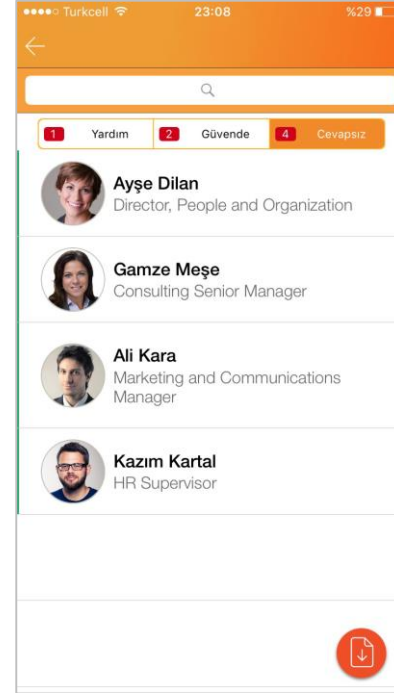 Turkcell 23:08 %29
1 Yardım 2 Güvende 4 Cevapsız
Ayşe Dilan
Director, People and Organization
Gamze Meşe
Consulting Senior Manager
Ali Kara
Marketing and Communications
Manager
Kazım Kartal
HR Supervisor